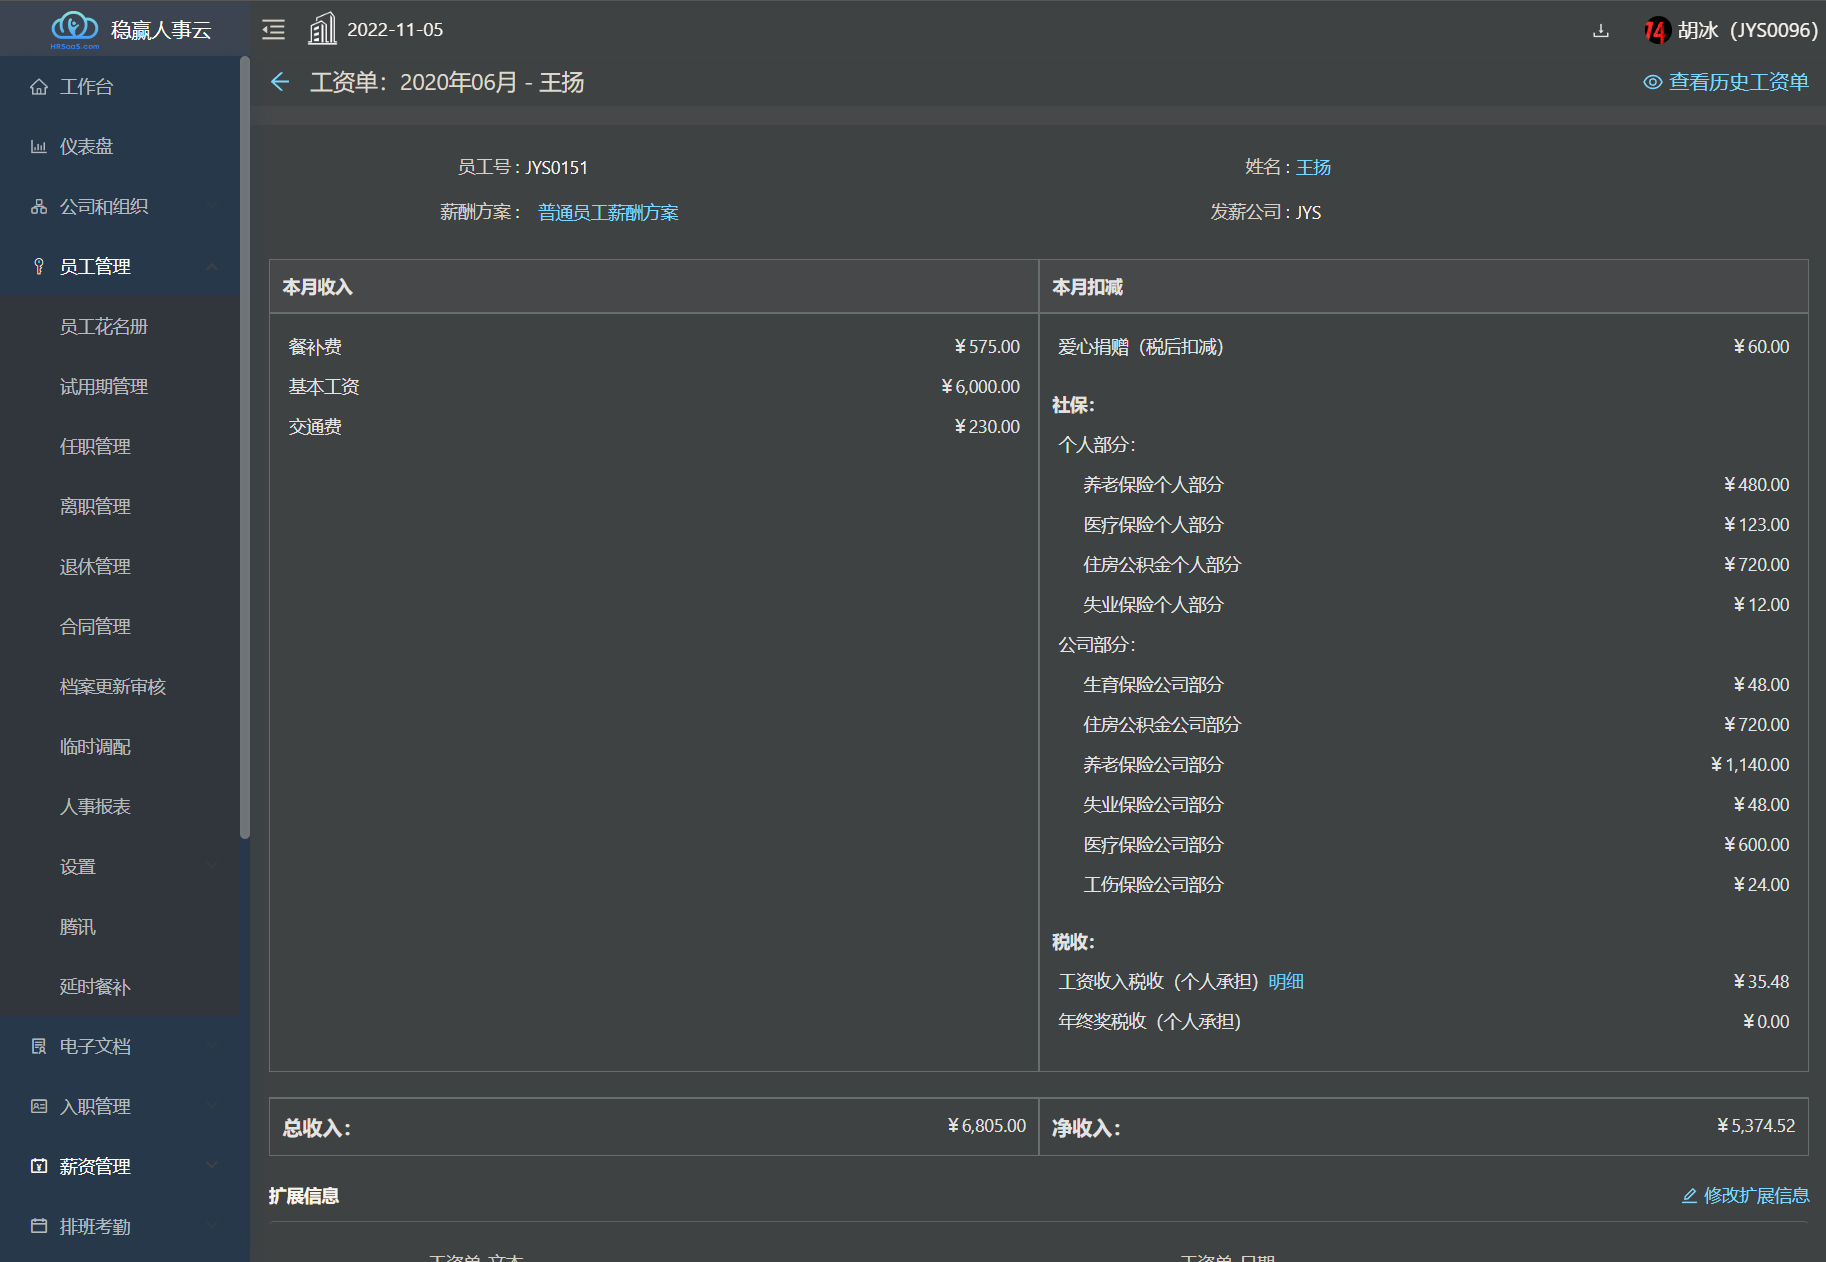 稳赢人事云
HRSaaS.com
2022-11-05
胡冰（JYS0096）
工资单：2020年06月 - 王扬
查看历史工资单
工作台
仪表盘
公司和组织
员工管理
员工花名册
试用期管理
任职管理
离职管理
退休管理
合同管理
档案更新审核
临时调配
人事报表
设置
腾讯
延时餐补
电子文档
入职管理
薪资管理
排班考勤
员工号 : JYS0151
姓名 : 王扬
薪酬方案 : 普通员工薪酬方案
发薪公司 : JYS
本月收入
餐补费 ¥ 575.00
基本工资 ¥ 6,000.00
交通费 ¥ 230.00
本月扣减
爱心捐赠（税后扣减） ¥ 60.00
社保：
个人部分：
养老保险个人部分 ¥ 480.00
医疗保险个人部分 ¥ 123.00
住房公积金个人部分 ¥ 720.00
失业保险个人部分 ¥ 12.00
公司部分：
生育保险公司部分 ¥ 48.00
住房公积金公司部分 ¥ 720.00
养老保险公司部分 ¥ 1,140.00
失业保险公司部分 ¥ 48.00
医疗保险公司部分 ¥ 600.00
工伤保险公司部分 ¥ 24.00
税收：
工资收入税收（个人承担） 明细 ¥ 35.48
年终奖税收（个人承担） ¥ 0.00
总收入： ¥ 6,805.00
净收入： ¥ 5,374.52
扩展信息
修改扩展信息
工资单-文本
工资单-日期